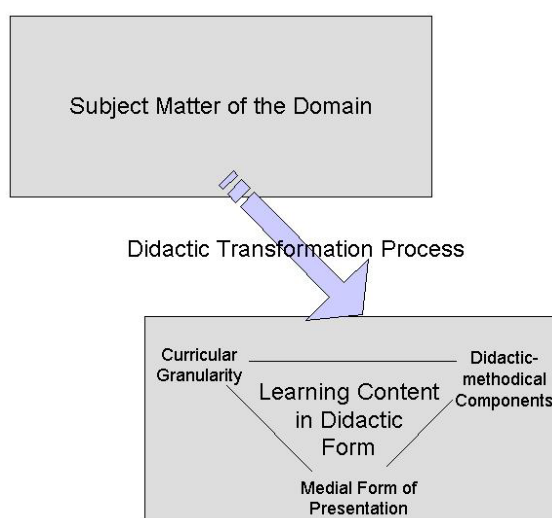 Subject Matter of the Domain
Didactic Transformation Process
Curricular
Granularity
Didactic-
methodical
Components
Learning Content
in Didactic
Form
Medial Form of
Presentation